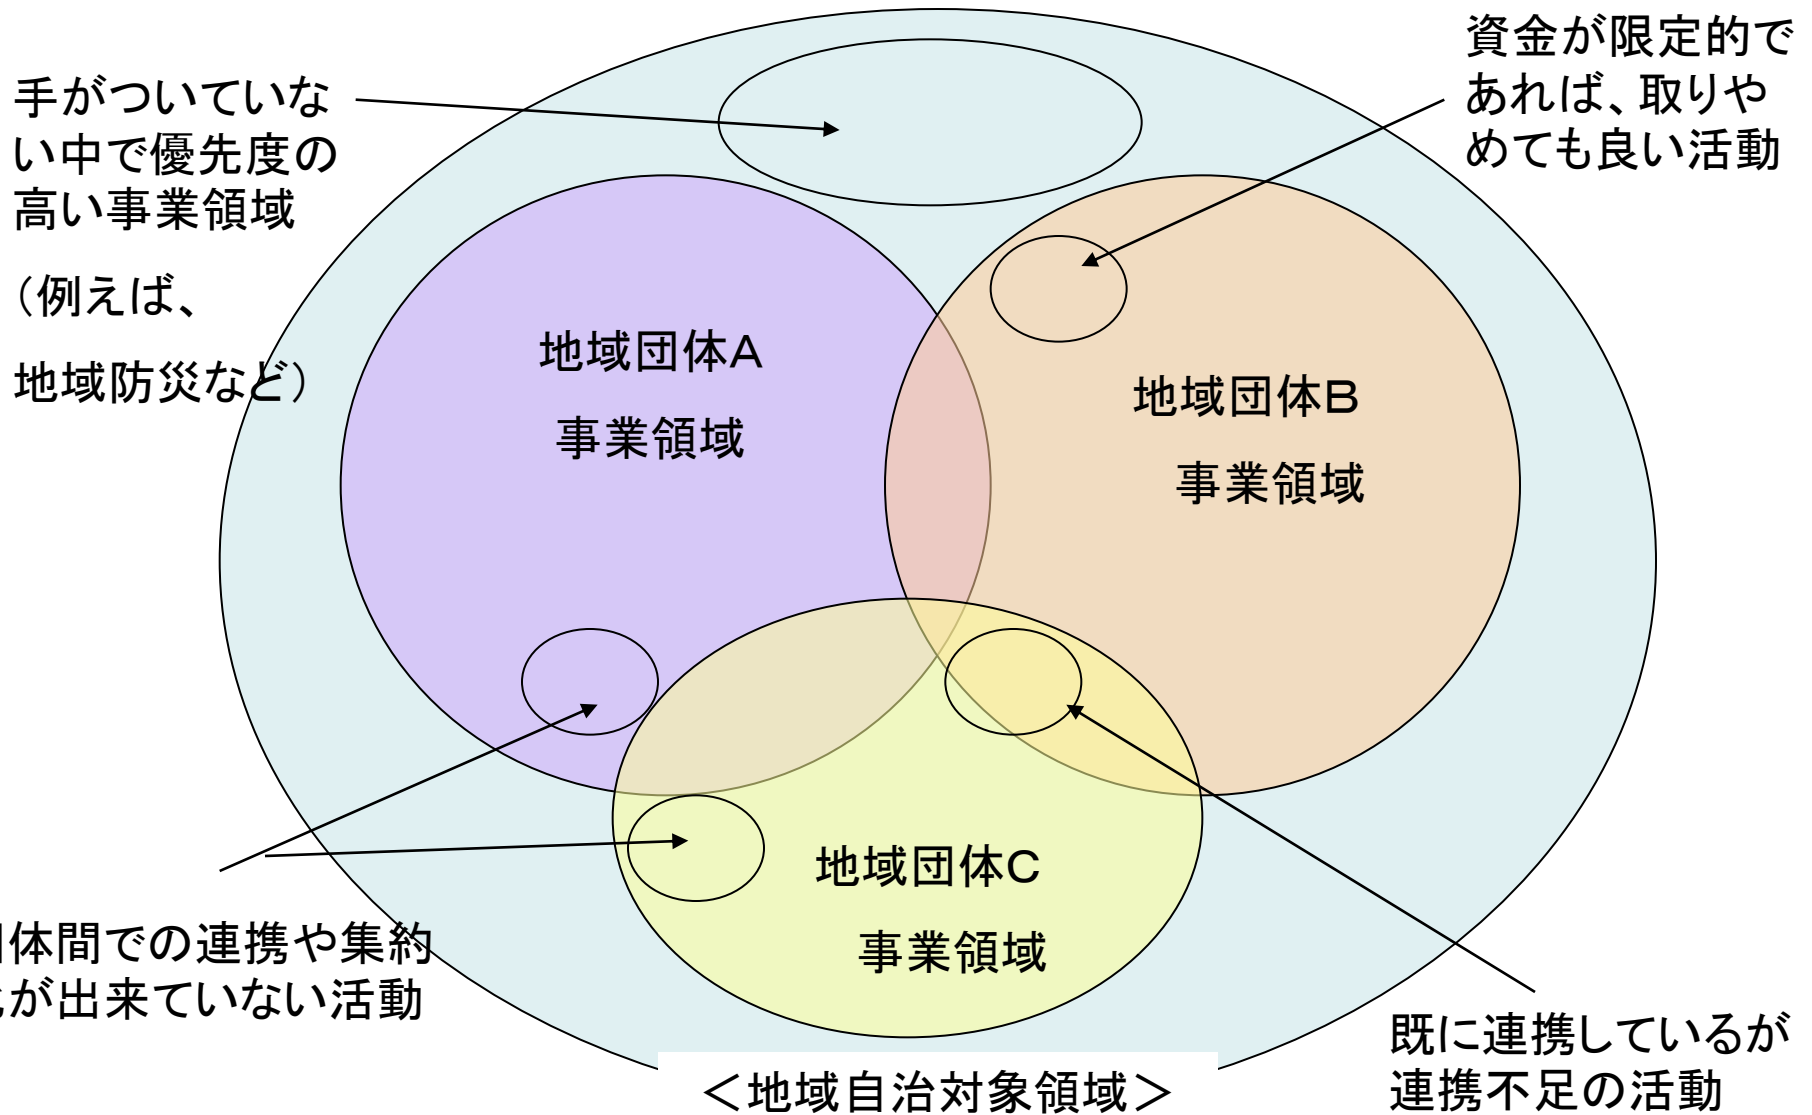 手がついていな
い中で優先度の
高い事業領域
（例えば、
地域防災など）
資金が限定的で
あれば、取りや
めても良い活動
地域団体A
事業領域
地域団体B
事業領域
地域団体C
事業領域
体間での連携や集約
が出来ていない活動
既に連携しているが
連携不足の活動
＜地域自治対象領域＞